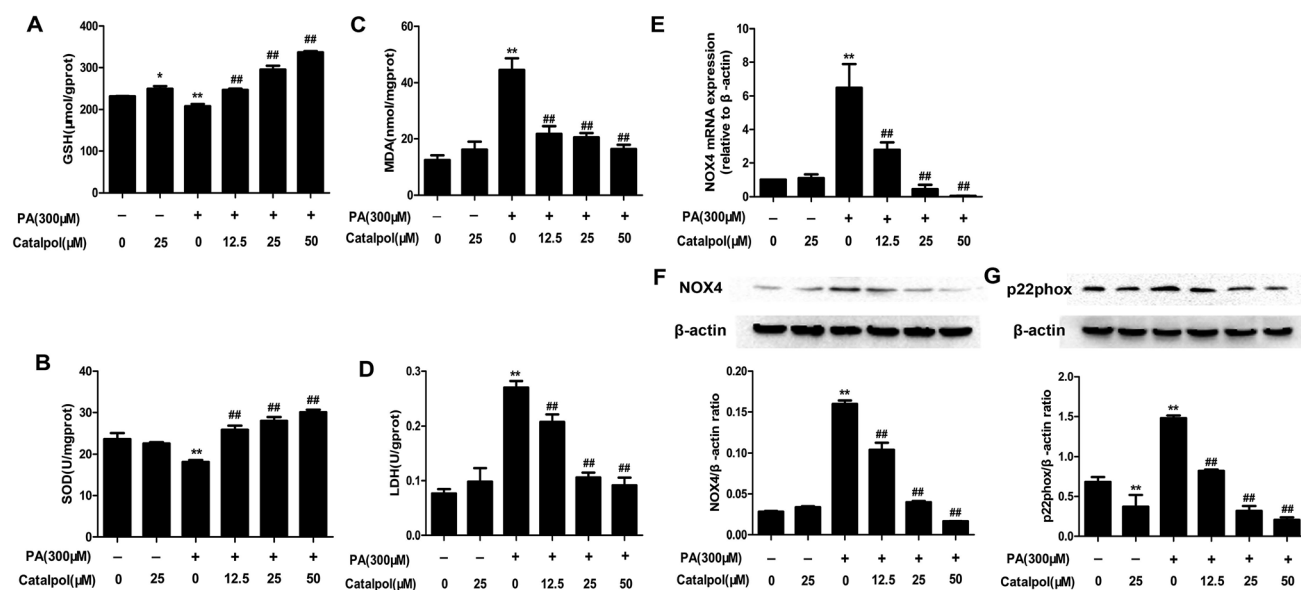 A
GSH(μmol/gprot)
400
300
200
100
0
*
**
##
##
##
PA(300μM) – – + + + +
Catalpol(μM) 0 25 0 12.5 25 50
C
MDA(nmol/mgprot)
60
40
20
0
**
##
##
##
PA(300μM) – – + + + +
Catalpol(μM) 0 25 0 12.5 25 50
E
NOX4 mRNA expression
(relative to β -actin)
10
8
6
4
2
0
**
##
##
##
PA(300μM) – – + + + +
Catalpol(μM) 0 25 0 12.5 25 50
B
SOD(U/mgprot)
40
30
20
10
0
**
##
##
##
PA(300μM) – – + + + +
Catalpol(μM) 0 25 0 12.5 25 50
D
LDH(U/gprot)
0.3
0.2
0.1
0.0
**
##
##
##
PA(300μM) – – + + + +
Catalpol(μM) 0 25 0 12.5 25 50
F
NOX4
β-actin
NOX4/β -actin ratio
0.20
0.15
0.10
0.05
0.00
**
##
##
##
PA(300μM) – – + + + +
Catalpol(μM) 0 25 0 12.5 25 50
G
p22phox
β-actin
p22phox/β -actin ratio
2.0
1.5
1.0
0.5
0.0
**
**
##
##
##
PA(300μM) – – + + + +
Catalpol(μM) 0 25 0 12.5 25 50